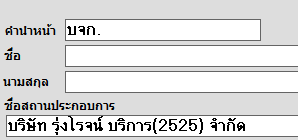 คำนำหน้า บจก.
ชื่อ
นามสกุล
ชื่อสถานประกอบการ
บริษัท รุ่งโรจน์ บริการ(2525) จำกัด